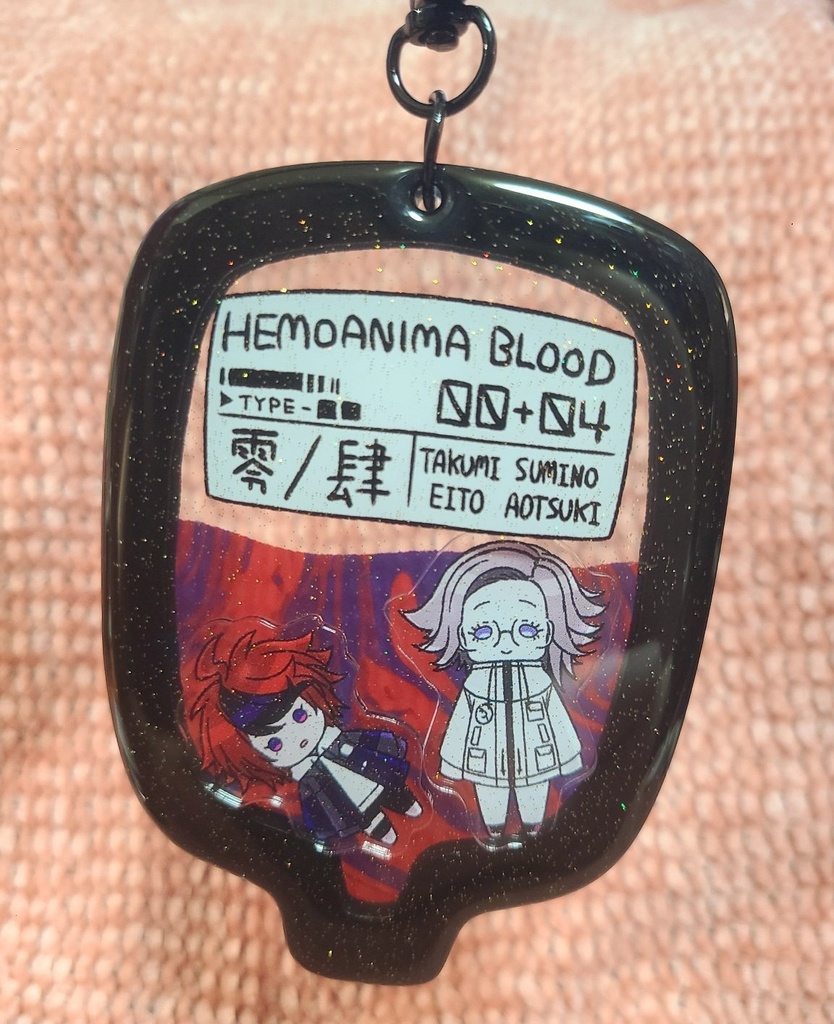 HEMOANIMA BLOOD
▶TYPE-■■
00+04
零/肆
TAKUMI SUMINO
EITO AOTSUKI